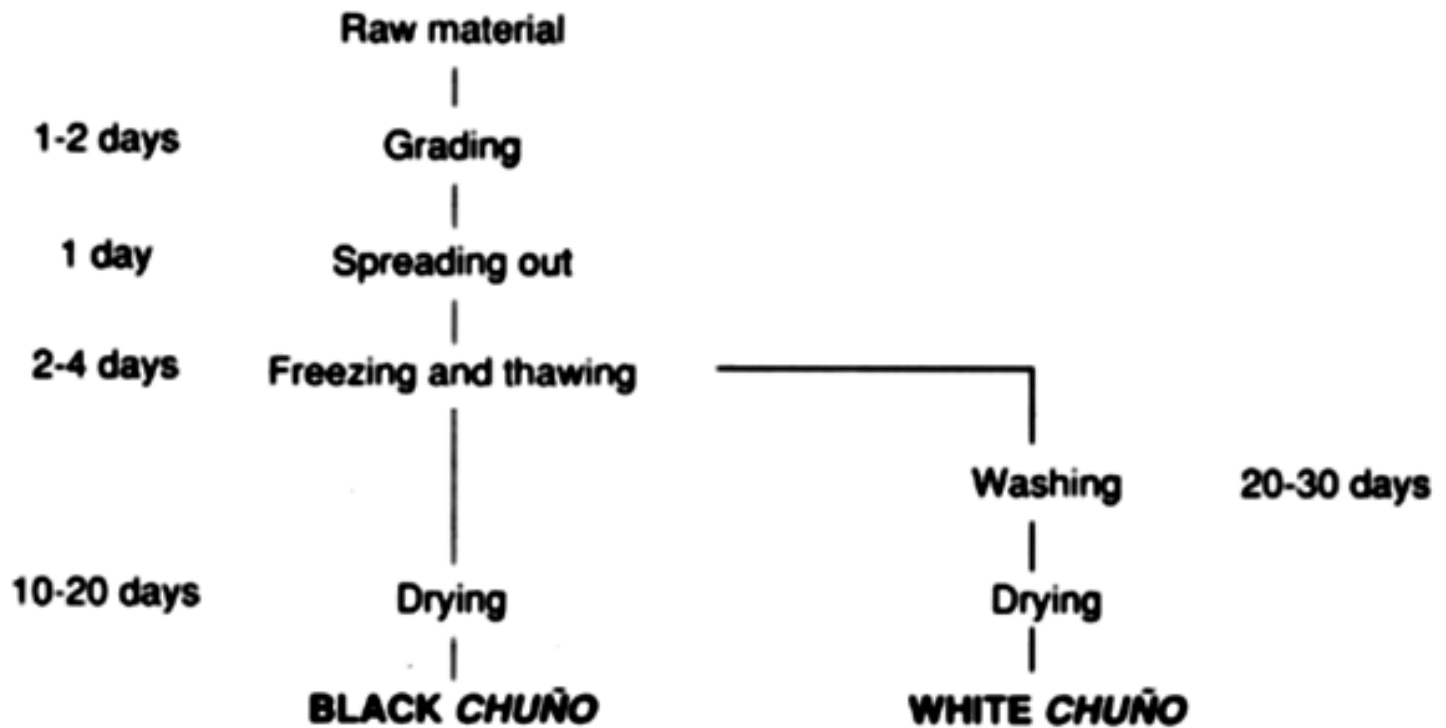 Raw material
1-2 days Grading
1 day Spreading out
2-4 days Freezing and thawing
Washing 20-30 days
10-20 days Drying Drying
BLACK CHUÑO WHITE CHUÑO